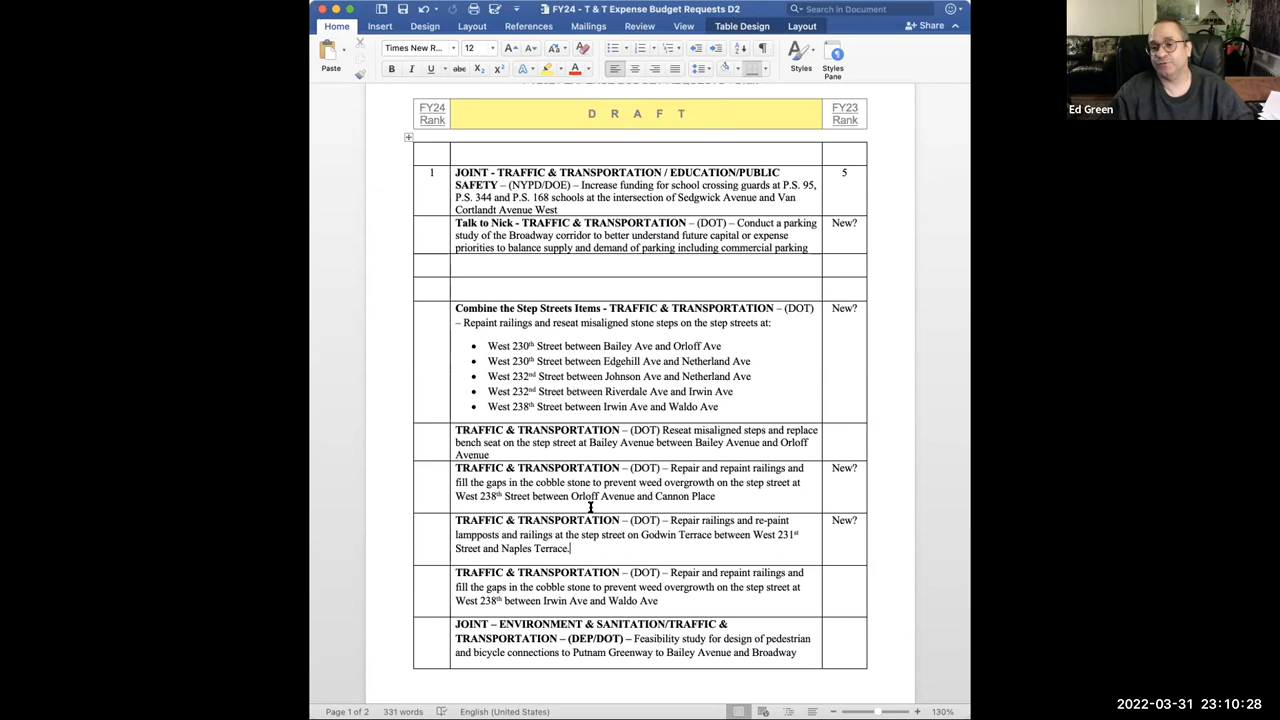 FY24 - T & T Expense Budget Requests D2
Search in Document
Home Insert Design Layout References Mailings Review View Table Design Layout Share
Times New R... 12
Paste
Styles
Styles Pane
FY24 Rank
D R A F T
FY23 Rank
1
JOINT - TRAFFIC & TRANSPORTATION / EDUCATION/PUBLIC
SAFETY – (NYPD/DOE) – Increase funding for school crossing guards at P.S. 95,
P.S. 344 and P.S. 168 schools at the intersection of Sedgwick Avenue and Van
Cortlandt Avenue West
5
Talk to Nick - TRAFFIC & TRANSPORTATION – (DOT) – Conduct a parking
study of the Broadway corridor to better understand future capital or expense
priorities to balance supply and demand of parking including commercial parking
New?
Combine the Step Streets Items - TRAFFIC & TRANSPORTATION – (DOT)
– Repaint railings and reseat misaligned stone steps on the step streets at:
New?
• West 230th Street between Bailey Ave and Orloff Ave
• West 230th Street between Edgehill Ave and Netherland Ave
• West 232nd Street between Johnson Ave and Netherland Ave
• West 232nd Street between Riverdale Ave and Irwin Ave
• West 238th Street between Irwin Ave and Waldo Ave
TRAFFIC & TRANSPORTATION – (DOT) Reseat misaligned steps and replace
bench seat on the step street at Bailey Avenue between Bailey Avenue and Orloff
Avenue
TRAFFIC & TRANSPORTATION – (DOT) – Repair and repaint railings and
fill the gaps in the cobble stone to prevent weed overgrowth on the step street at
West 238th Street between Orloff Avenue and Cannon Place
New?
TRAFFIC & TRANSPORTATION – (DOT) – Repair railings and re-paint
lampposts and railings at the step street on Godwin Terrace between West 231st
Street and Naples Terrace.
New?
TRAFFIC & TRANSPORTATION – (DOT) – Repair and repaint railings and
fill the gaps in the cobble stone to prevent weed overgrowth on the step street at
West 238th between Irwin Ave and Waldo Ave
JOINT – ENVIRONMENT & SANITATION/TRAFFIC &
TRANSPORTATION – (DEP/DOT) – Feasibility study for design of pedestrian
and bicycle connections to Putnam Greenway to Bailey Avenue and Broadway
Page 1 of 2 331 words English (United States) 130%
Ed Green
2022-03-31 23:10:28